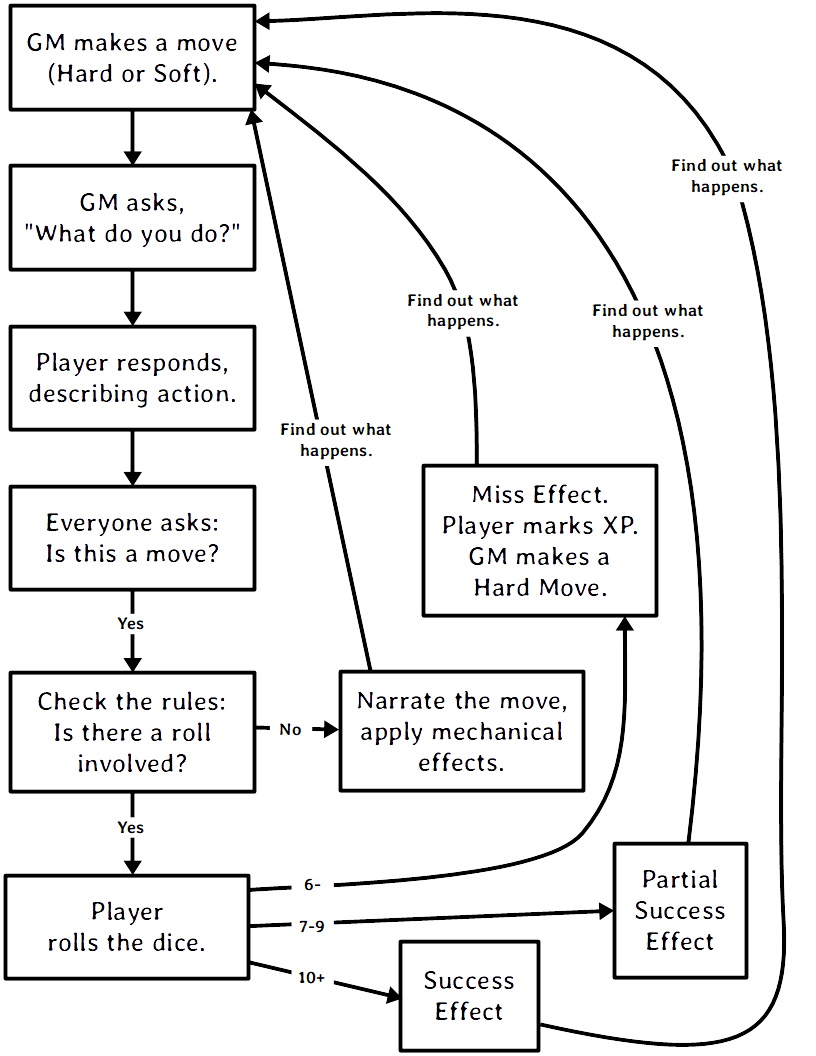 GM makes a move
(Hard or Soft).
GM asks,
"What do you do?"
Player responds,
describing action.
Everyone asks:
Is this a move?
Yes
Check the rules:
Is there a roll
involved?
No
Narrate the move,
apply mechanical
effects.
Find out what
happens.
Yes
Player
rolls the dice.
6-
Miss Effect.
Player marks XP.
GM makes a
Hard Move.
Find out what
happens.
7-9
Partial
Success
Effect
Find out what
happens.
10+
Success
Effect
Find out what
happens.